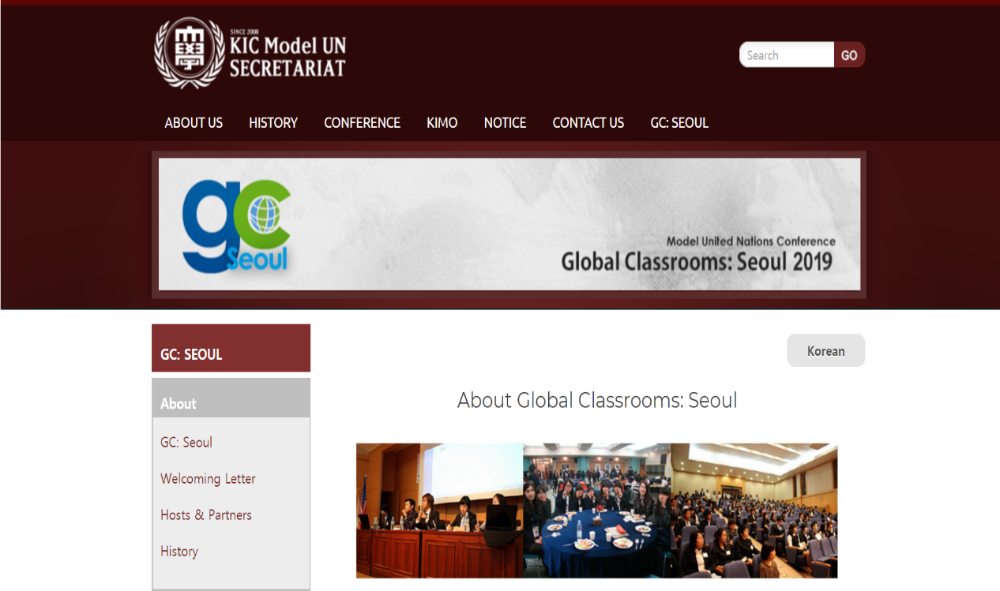 SINCE 2008
KIC Model UN
SECRETARIAT
Search
GO
ABOUT US
HISTORY
CONFERENCE
KIMO
NOTICE
CONTACT US
GC: SEOUL
gc
Seoul
Model United Nations Conference
Global Classrooms: Seoul 2019
GC: SEOUL
Korean
About
About Global Classrooms: Seoul
GC: Seoul
Welcoming Letter
Hosts & Partners
History